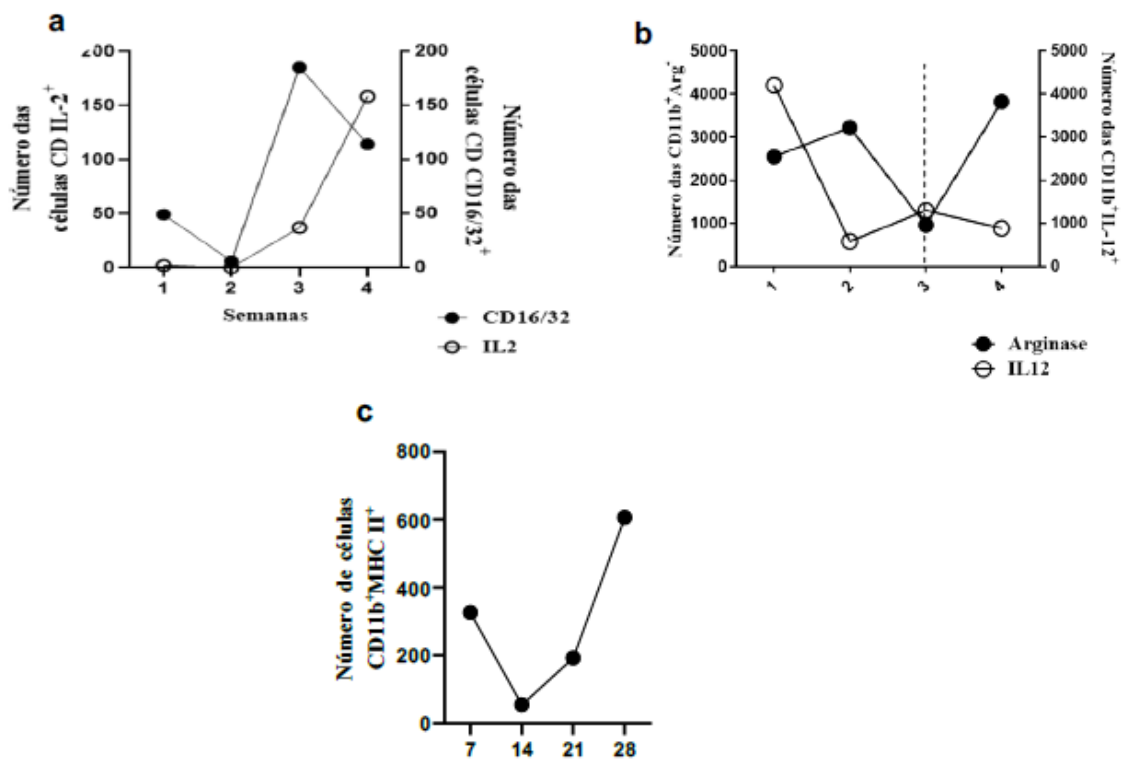 a
Número das
células CD IL-2⁺
200
150
100
50
0
200
150
100
50
0
Número das
células CD CD16/32⁺
1 2 3 4
Semanas
CD16/32
IL2
b
Número das CD11b⁺Arg⁻
5000
4000
3000
2000
1000
0
5000
4000
3000
2000
1000
0
Número das CD11b⁺IL-12⁺
1 2 3 4
Arginase
IL12
c
Número de células
CD11b⁺MHC II⁺
800
600
400
200
0
7 14 21 28